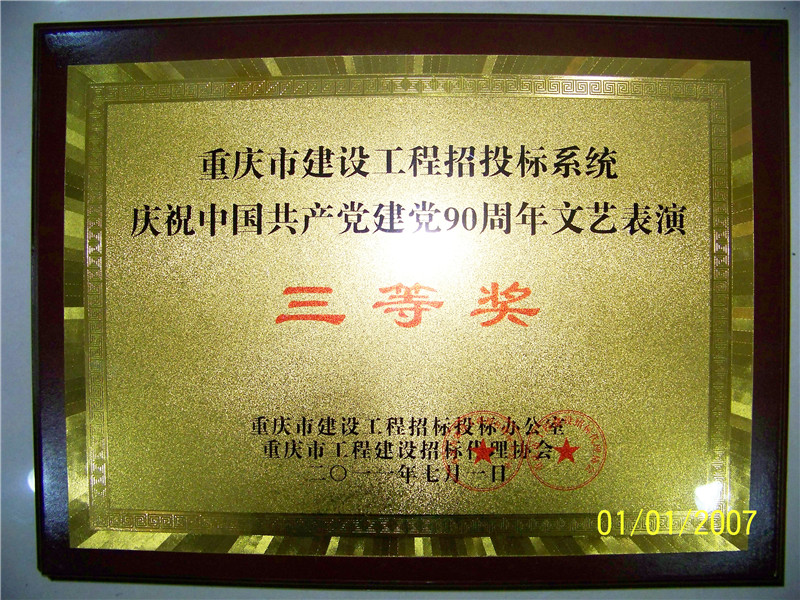 重庆市建设工程招投标系统
庆祝中国共产党建党90周年文艺表演
三等奖
重庆市建设工程招标投标办公室
重庆市工程建设招标代理协会
二〇一一年七月一日
01/01/2007